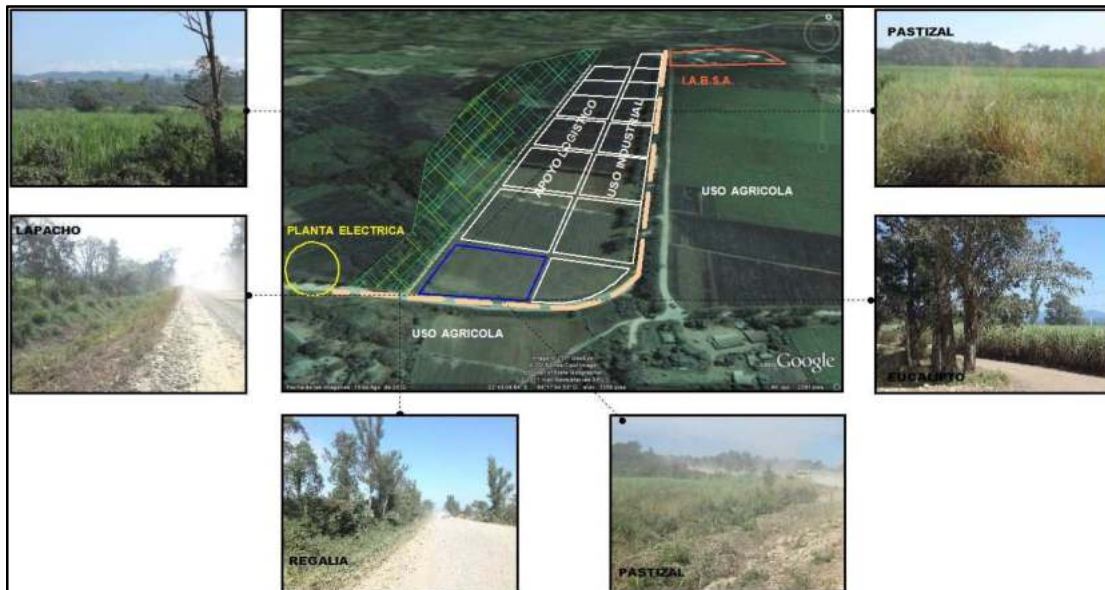 PASTIZAL
I.A.B.S.A.
APOYO LOGISTICO
USO INDUSTRIAL
USO AGRICOLA
LAPACHO
PLANTA ELECTRICA
USO AGRICOLA
Google
EUCALIPTO
REGALIA
PASTIZAL